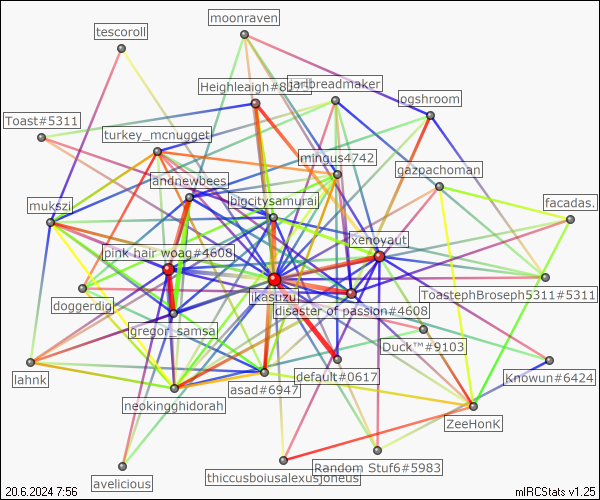 moonraven
tescoroll
Heighleaigh#8
jarlbreadmaker
ogshroom
Toast#5311
turkey_mcnugget
mingus4742
gazpachoman
andnewbees
mukszi
bigcitysamurai
facadas.
xenoyaut
pink hair woag#4608
ikasuzu
ToastephBroseph5311#5311
doggerdig
disaster of passion#4608
gregor_samsa
Duck™#9103
lahnk
default#0617
Knowun#6424
asad#6947
neokingghidorah
ZeeHonK
Random Stuf6#5983
avelicious
thiccusboiusalexusjoneus
20.6.2024 7:56
mIRCStats v1.25